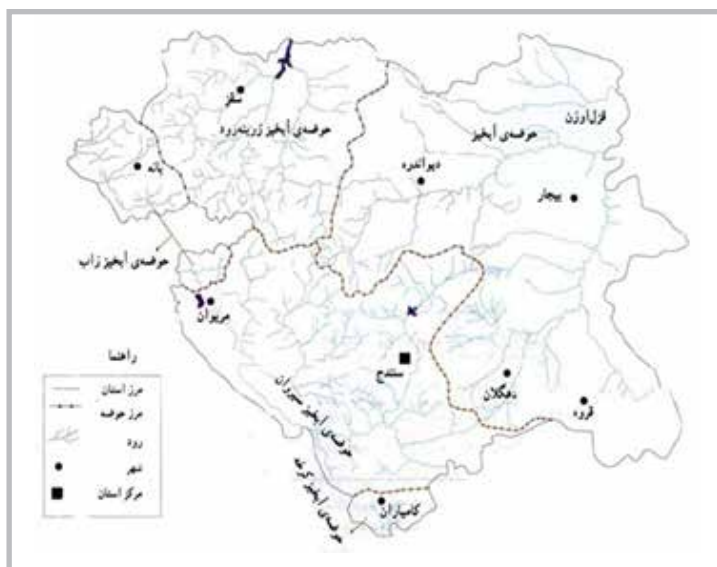 سقز
حوضه‌ی آبخیز زرینه‌رود
قزل‌اوزن
حوضه‌ی آبخیز
بانه
دیواندره
بیجار
حوضه‌ی آبخیز زاب
مریوان
سنندج
دهگلان
قروه
حوضه‌ی آبخیز سیروان
حوضه‌ی آبخیز کرخه
کامیاران
راهنما
مرز استان
مرز حوضه
رود
شهر
مرکز استان